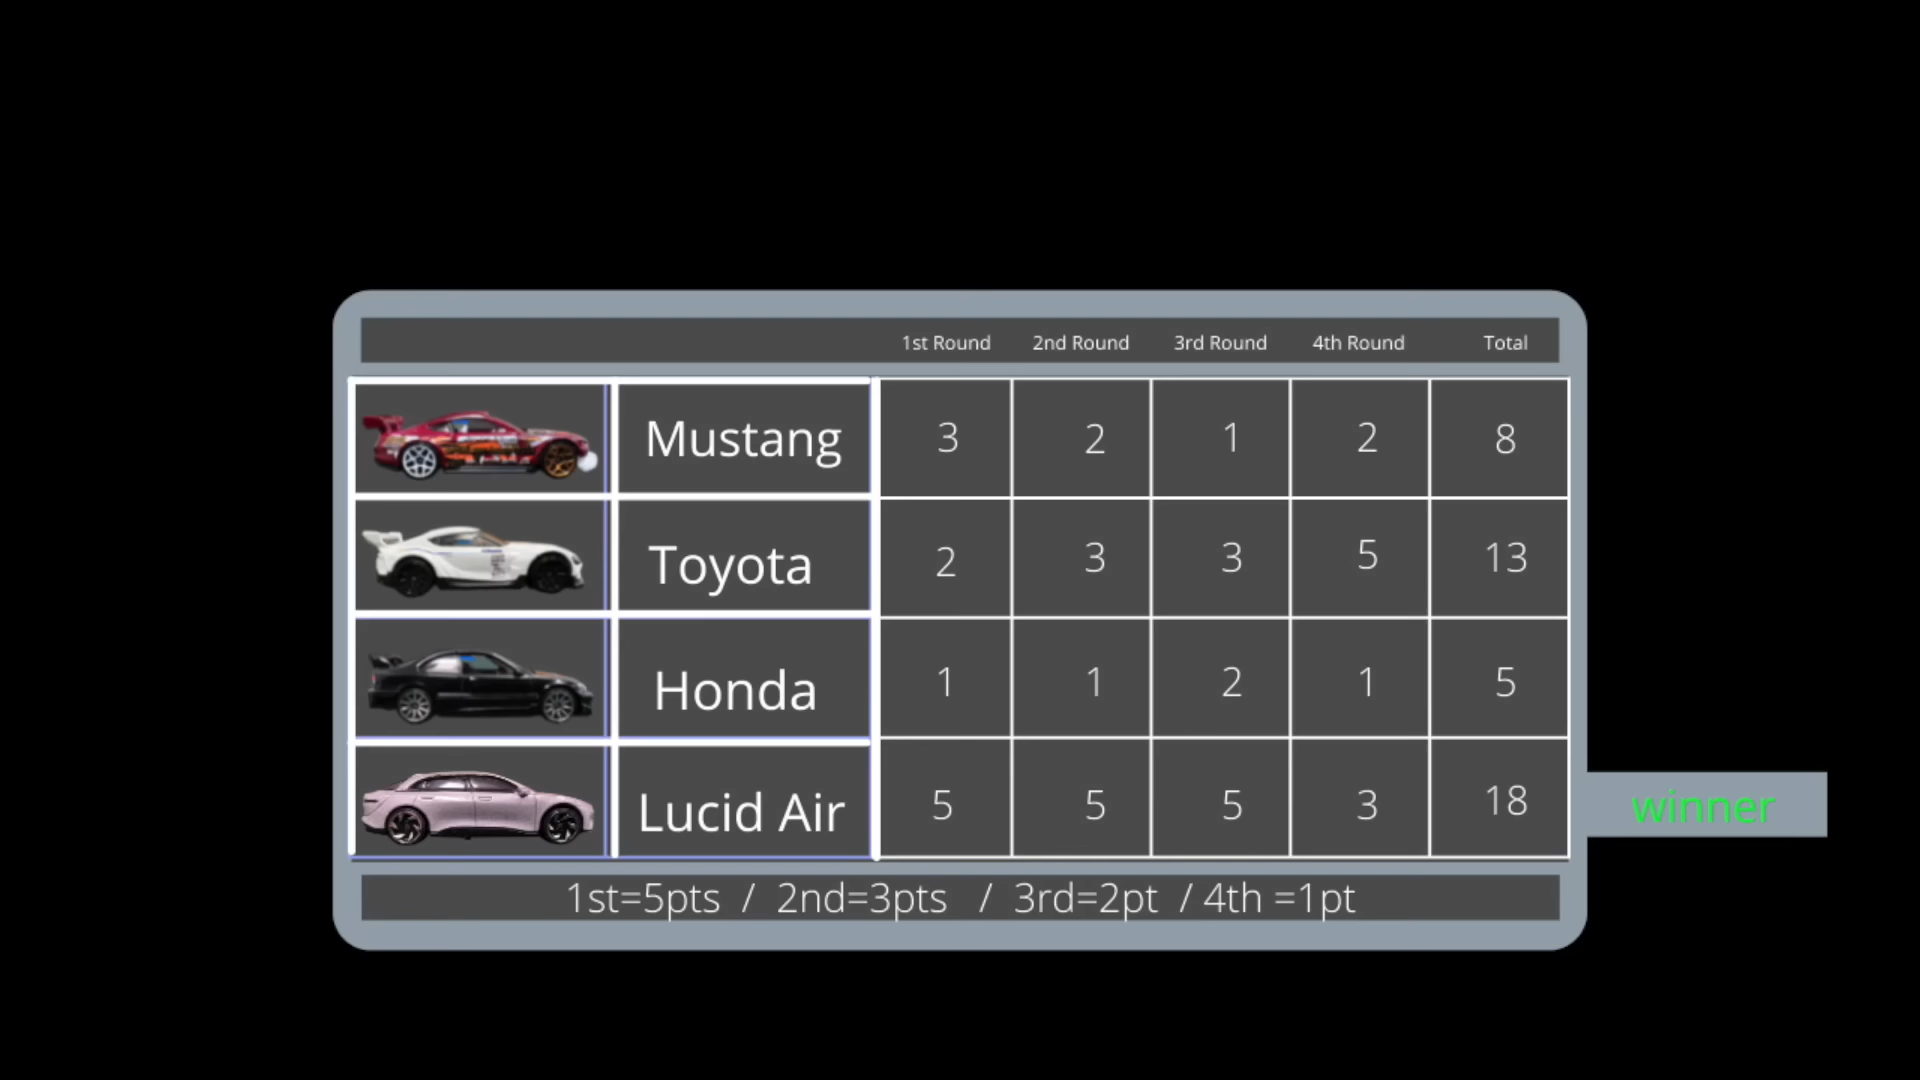 1st Round 2nd Round 3rd Round 4th Round Total
Mustang 3 2 1 2 8
Toyota 2 3 3 5 13
Honda 1 1 2 1 5
Lucid Air 5 5 5 3 18 winner
1st=5pts / 2nd=3pts / 3rd=2pt / 4th =1pt